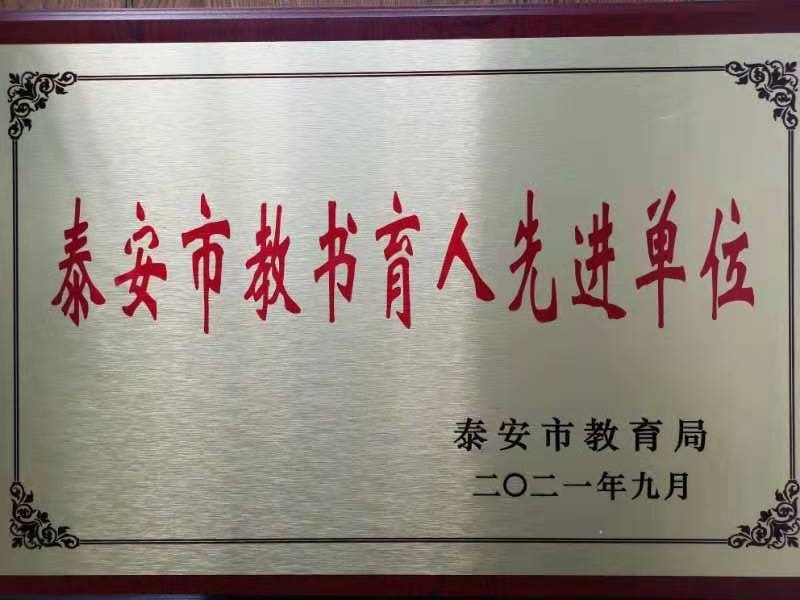 泰安市教书育人先进单位
泰安市教育局
二〇二一年九月